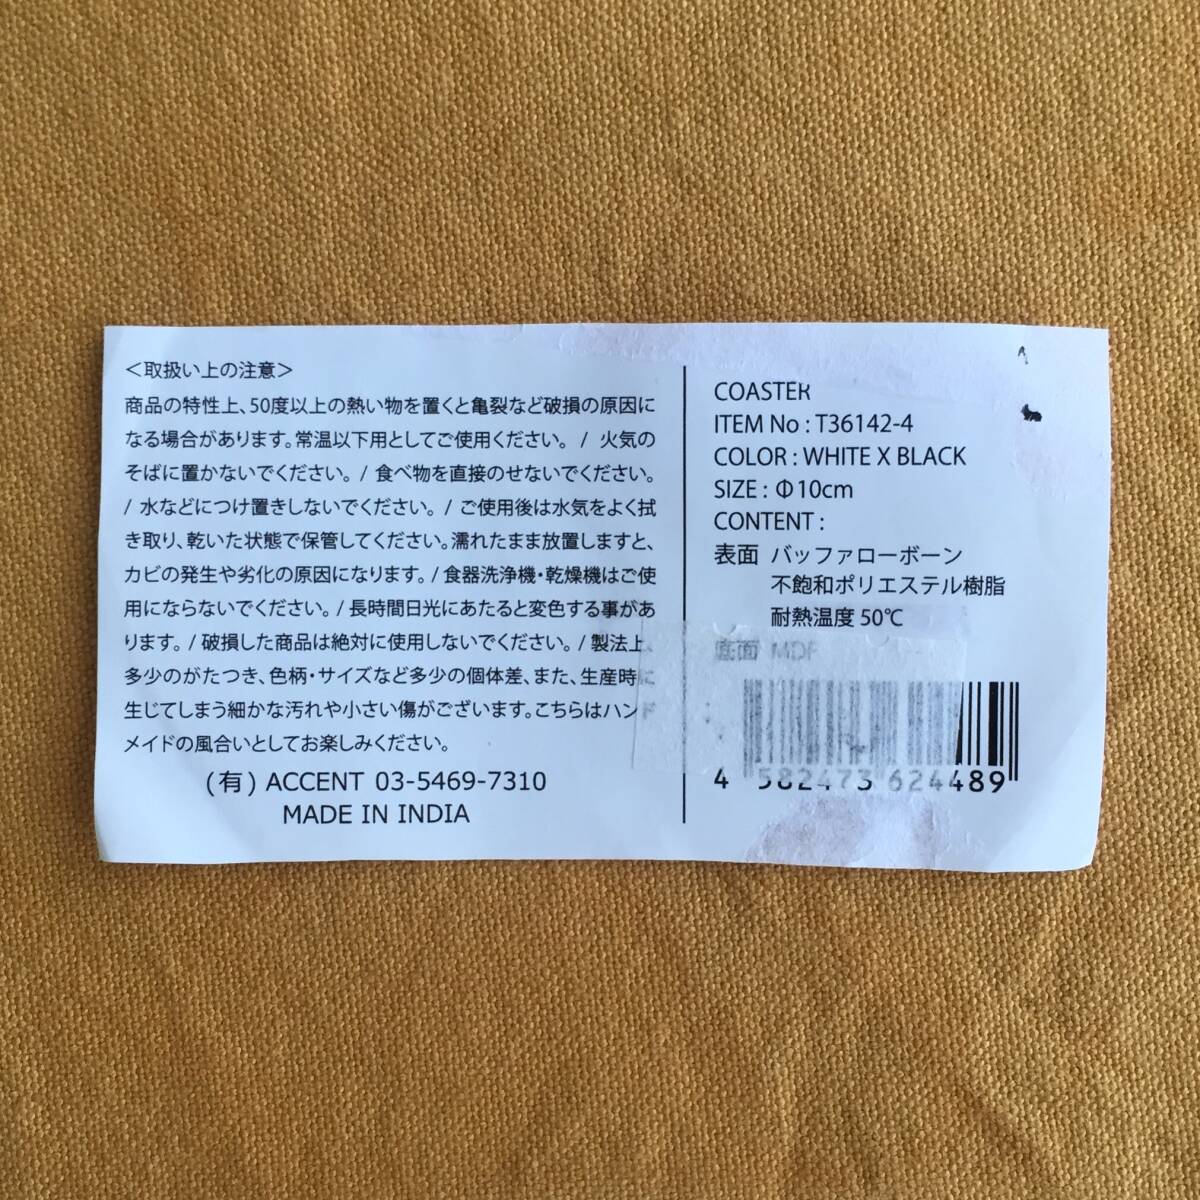 ＜取扱い上の注意＞
商品の特性上、50度以上の熱い物を置くと亀裂など破損の原因に
なる場合があります。常温以下用としてご使用ください。 / 火気の
そばに置かないでください。/ 食べ物を直接のせないでください。
/ 水などにつけ置きしないでください。 / ご使用後は水気をよく拭
き取り、乾いた状態で保管してください。濡れたまま放置しますと、
カビの発生や劣化の原因になります。/ 食器洗浄機・乾燥機はご使
用にならないでください。/ 長時間日光にあたると変色する事があ
ります。/ 破損した商品は絶対に使用しないでください。/ 製法上、
多少のがたつき、色柄・サイズなど多少の個体差、また、生産時に
生じてしまう細かな汚れや小さい傷がございます。こちらはハンド
メイドの風合いとしてお楽しみください。
(有) ACCENT 03-5469-7310
MADE IN INDIA
COASTER
ITEM No : T36142-4
COLOR : WHITE X BLACK
SIZE : Φ10cm
CONTENT :
表面 バッファローボーン
不飽和ポリエステル樹脂
耐熱温度 50℃
底面 MDF
4 582473 624489